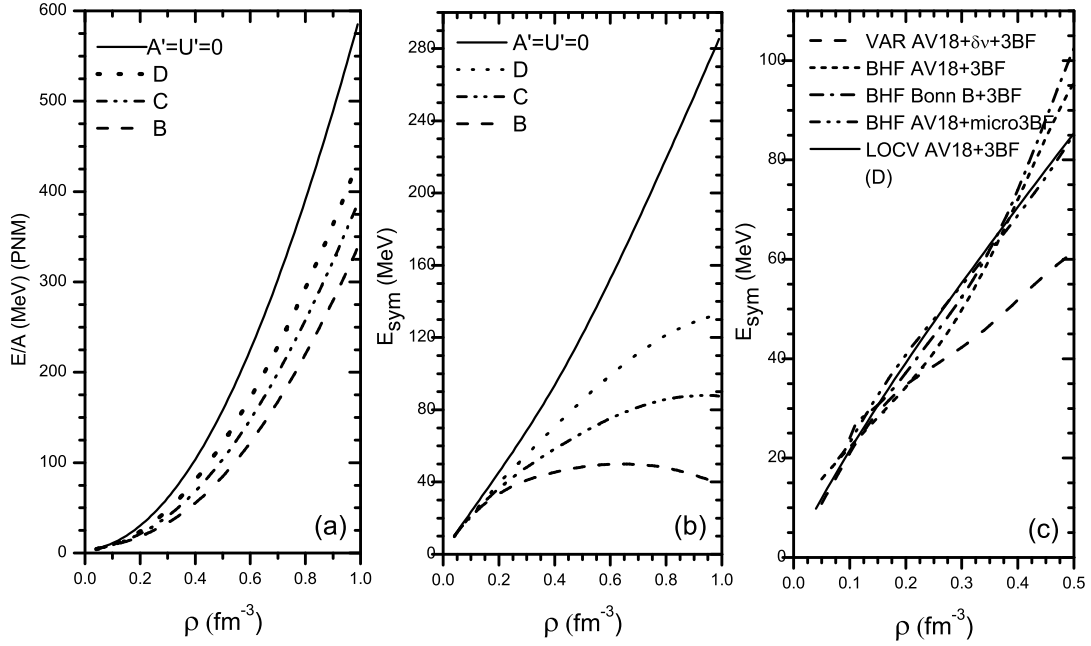 600
500
400
300
200
100
0
E/A (MeV) (PNM)
A'=U'=0
D
C
B
(a)
0.0 0.2 0.4 0.6 0.8 1.0
ρ (fm-3)
280
240
200
160
120
80
40
0
Esym (MeV)
A'=U'=0
D
C
B
(b)
0.0 0.2 0.4 0.6 0.8 1.0
ρ (fm-3)
100
80
60
40
20
0
Esym (MeV)
VAR AV18+δν+3BF
BHF AV18+3BF
BHF Bonn B+3BF
BHF AV18+micro3BF
LOCV AV18+3BF
(D)
(c)
0.0 0.1 0.2 0.3 0.4 0.5
ρ (fm-3)